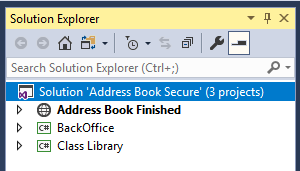 Solution Explorer
Search Solution Explorer (Ctrl+;)
Solution 'Address Book Secure' (3 projects)
Address Book Finished
C# BackOffice
C# Class Library